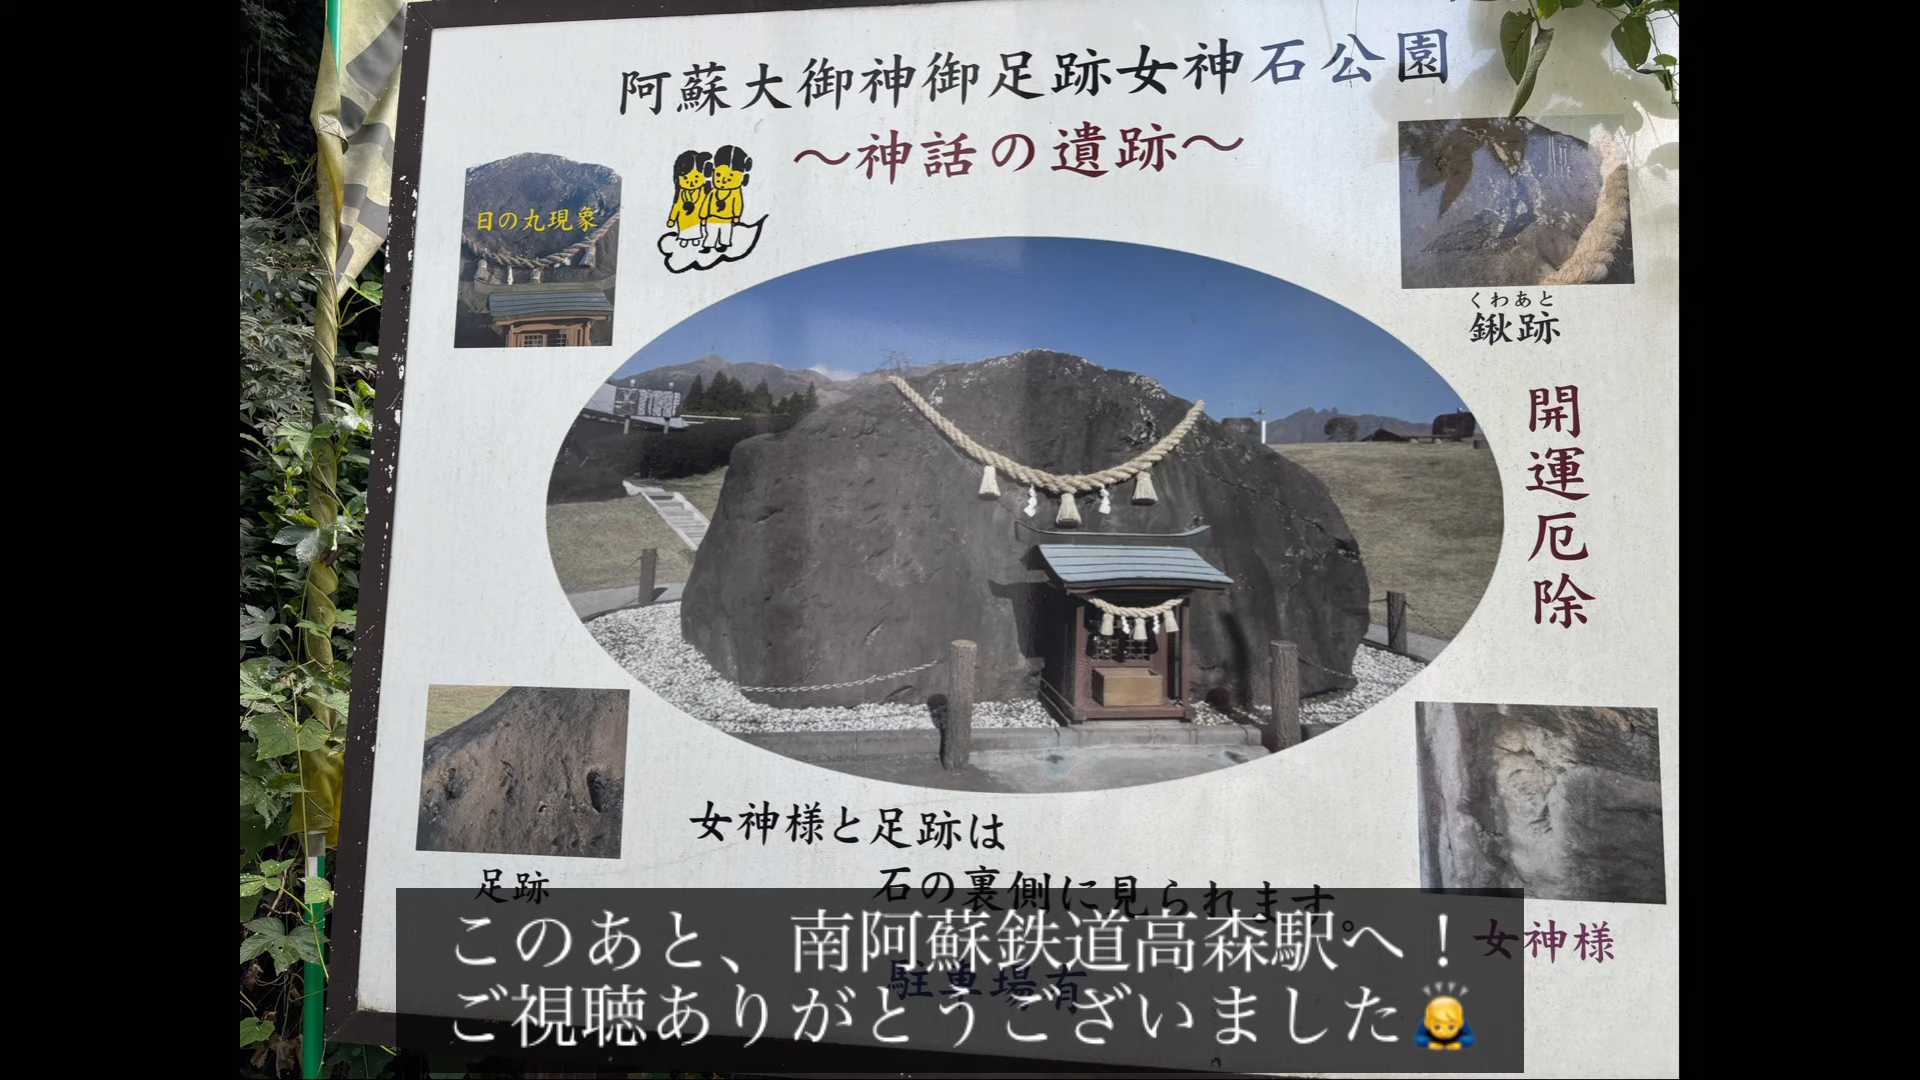 阿蘇大御神御足跡女神石公園
〜神話の遺跡〜
日の丸現象
くわあと
鍬跡
開運厄除
女神様と足跡は
石の裏側に見られます。
足跡
女神様
駐車場有
このあと、南阿蘇鉄道高森駅へ！
ご視聴ありがとうございました🙇